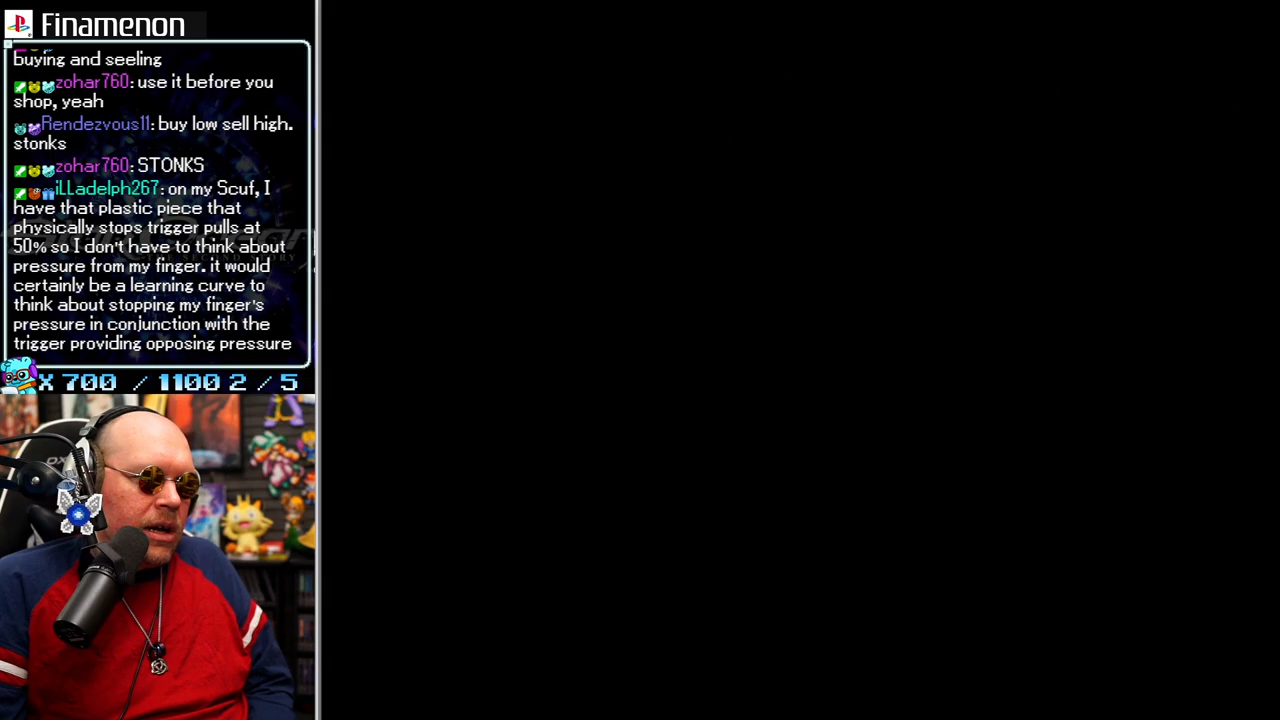 Finamenon
buying and seeling
zohar760: use it before you
shop, yeah
Rendezvous11: buy low sell high.
stonks
zohar760: STONKS
iLLadelph267: on my Scuf, I
have that plastic piece that
physically stops trigger pulls at
50% so I don't have to think about
pressure from my finger. it would
certainly be a learning curve to
think about stopping my finger's
pressure in conjunction with the
trigger providing opposing pressure
X 700 / 1100 2 / 5